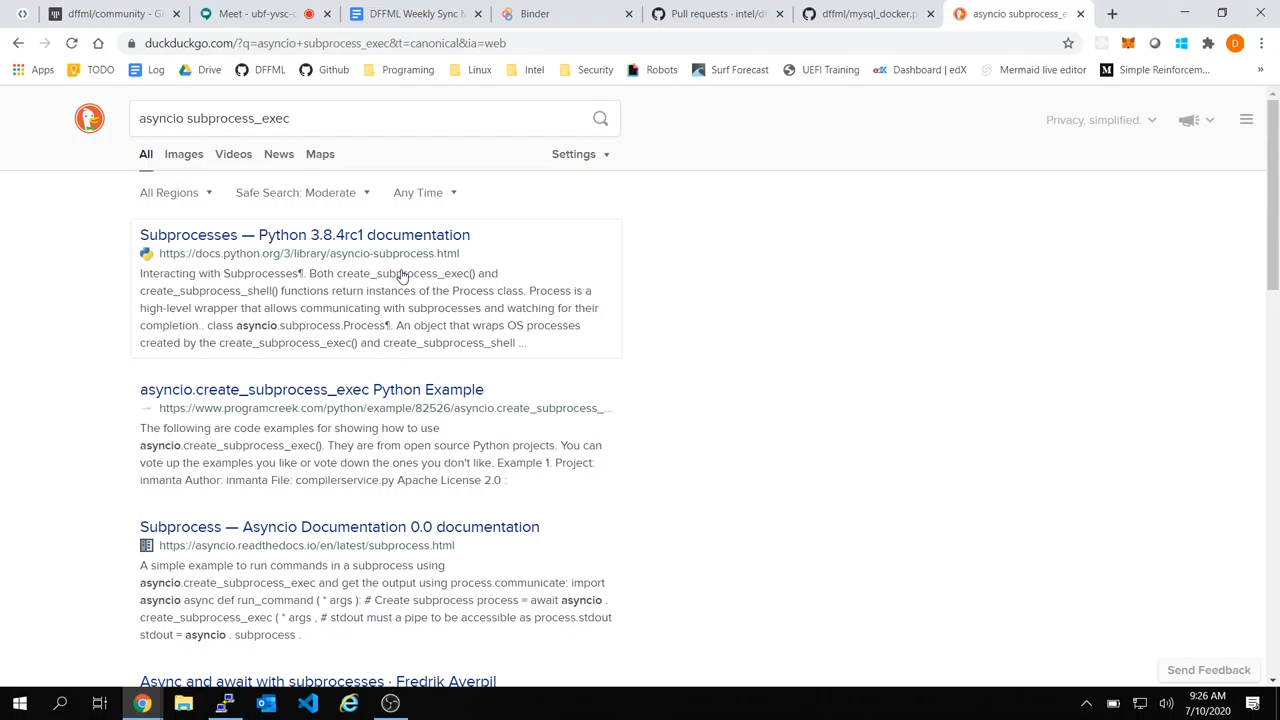 dffml/community - Gi
Meet - ubf-yvsc-c
DFFML Weekly Sync M
Binder
Pull requests · intel/df
dffml/mysql_docker.p
asyncio subprocess_ex
duckduckgo.com/?q=asyncio+subprocess_exec&t=canonical&ia=web
D
Apps
TODO
Log
Drive
DFFML
Github
Programing
Linux
Intel
Security
Robots
Surf Forecast
UEFI Training
Dashboard | edX
Mermaid live editor
Simple Reinforcem...
»
asyncio subprocess_exec
Privacy, simplified.
All
Images
Videos
News
Maps
Settings
All Regions
Safe Search: Moderate
Any Time
Subprocesses — Python 3.8.4rc1 documentation
https://docs.python.org/3/library/asyncio-subprocess.html
Interacting with Subprocesses¶. Both create_subprocess_exec() and
create_subprocess_shell() functions return instances of the Process class. Process is a
high-level wrapper that allows communicating with subprocesses and watching for their
completion.. class asyncio.subprocess.Process¶. An object that wraps OS processes
created by the create_subprocess_exec() and create_subprocess_shell ...
asyncio.create_subprocess_exec Python Example
https://www.programcreek.com/python/example/82526/asyncio.create_subprocess_...
The following are code examples for showing how to use
asyncio.create_subprocess_exec(). They are from open source Python projects. You can
vote up the examples you like or vote down the ones you don't like. Example 1. Project:
inmanta Author: inmanta File: compilerservice.py Apache License 2.0 :
Subprocess — Asyncio Documentation 0.0 documentation
https://asyncio.readthedocs.io/en/latest/subprocess.html
A simple example to run commands in a subprocess using
asyncio.create_subprocess_exec and get the output using process.communicate: import
asyncio async def run_command ( * args ): # Create subprocess process = await asyncio .
create_subprocess_exec ( * args , # stdout must a pipe to be accessible as process.stdout
stdout = asyncio . subprocess .
Async and await with subprocesses · Fredrik Averpil
Send Feedback
9:26 AM
7/10/2020